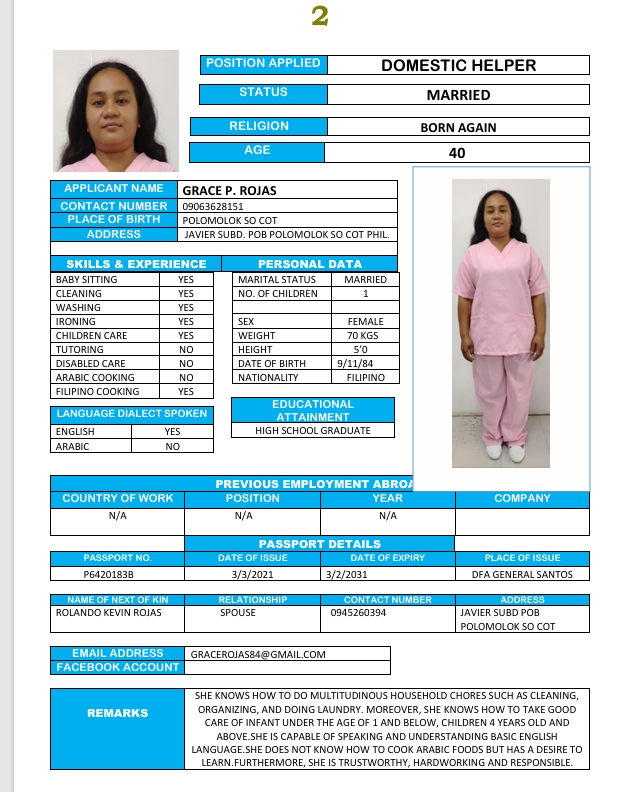 2
POSITION APPLIED DOMESTIC HELPER
STATUS MARRIED
RELIGION BORN AGAIN
AGE 40
APPLICANT NAME GRACE P. ROJAS
CONTACT NUMBER 09063628151
PLACE OF BIRTH POLOMOLOK SO COT
ADDRESS JAVIER SUBD. POB POLOMOLOK SO COT PHIL.
SKILLS & EXPERIENCE PERSONAL DATA
BABY SITTING YES MARITAL STATUS MARRIED
CLEANING YES NO. OF CHILDREN 1
WASHING YES
IRONING YES SEX FEMALE
CHILDREN CARE YES WEIGHT 70 KGS
TUTORING NO HEIGHT 5'0
DISABLED CARE NO DATE OF BIRTH 9/11/84
ARABIC COOKING NO NATIONALITY FILIPINO
FILIPINO COOKING YES
LANGUAGE DIALECT SPOKEN
ENGLISH YES
ARABIC NO
EDUCATIONAL
ATTAINMENT
HIGH SCHOOL GRADUATE
PREVIOUS EMPLOYMENT ABROA
COUNTRY OF WORK POSITION YEAR COMPANY
N/A N/A N/A
PASSPORT DETAILS
PASSPORT NO. DATE OF ISSUE DATE OF EXPIRY PLACE OF ISSUE
P6420183B 3/3/2021 3/2/2031 DFA GENERAL SANTOS
NAME OF NEXT OF KIN RELATIONSHIP CONTACT NUMBER ADDRESS
ROLANDO KEVIN ROJAS SPOUSE 0945260394 JAVIER SUBD POB
POLOMOLOK SO COT
EMAIL ADDRESS GRACEROJAS84@GMAIL.COM
FACEBOOK ACCOUNT
REMARKS
SHE KNOWS HOW TO DO MULTITUDINOUS HOUSEHOLD CHORES SUCH AS CLEANING,
ORGANIZING, AND DOING LAUNDRY. MOREOVER, SHE KNOWS HOW TO TAKE GOOD
CARE OF INFANT UNDER THE AGE OF 1 AND BELOW, CHILDREN 4 YEARS OLD AND
ABOVE.SHE IS CAPABLE OF SPEAKING AND UNDERSTANDING BASIC ENGLISH
LANGUAGE.SHE DOES NOT KNOW HOW TO COOK ARABIC FOODS BUT HAS A DESIRE TO
LEARN.FURTHERMORE, SHE IS TRUSTWORTHY, HARDWORKING AND RESPONSIBLE.